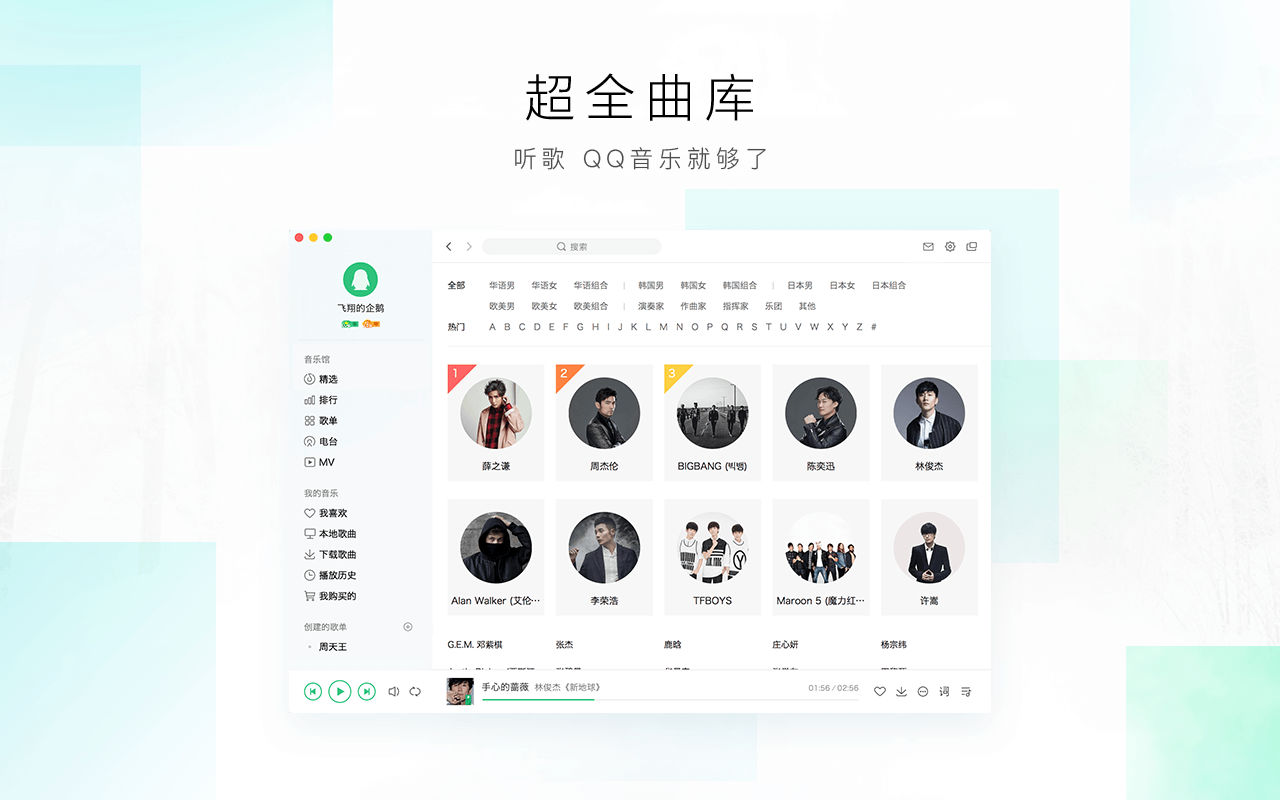 超全曲库
听歌 QQ音乐就够了
搜索
飞翔的企鹅
音乐馆
精选
排行
歌单
电台
MV
我的音乐
我喜欢
本地歌曲
下载歌曲
播放历史
我购买的
创建的歌单
周天王
全部 华语男 华语女 华语组合 | 韩国男 韩国女 韩国组合 | 日本男 日本女 日本组合
欧美男 欧美女 欧美组合 | 演奏家 作曲家 指挥家 乐团 其他
热门 A B C D E F G H I J K L M N O P Q R S T U V W X Y Z #
1 2 3
薛之谦 周杰伦 BIGBANG (빅뱅) 陈奕迅 林俊杰
Alan Walker (艾伦… 李荣浩 TFBOYS Maroon 5 (魔力红… 许嵩
G.E.M. 邓紫棋 张杰 鹿晗 庄心妍 杨宗纬
手心的蔷薇 林俊杰《新地球》 01:56 / 02:56 词